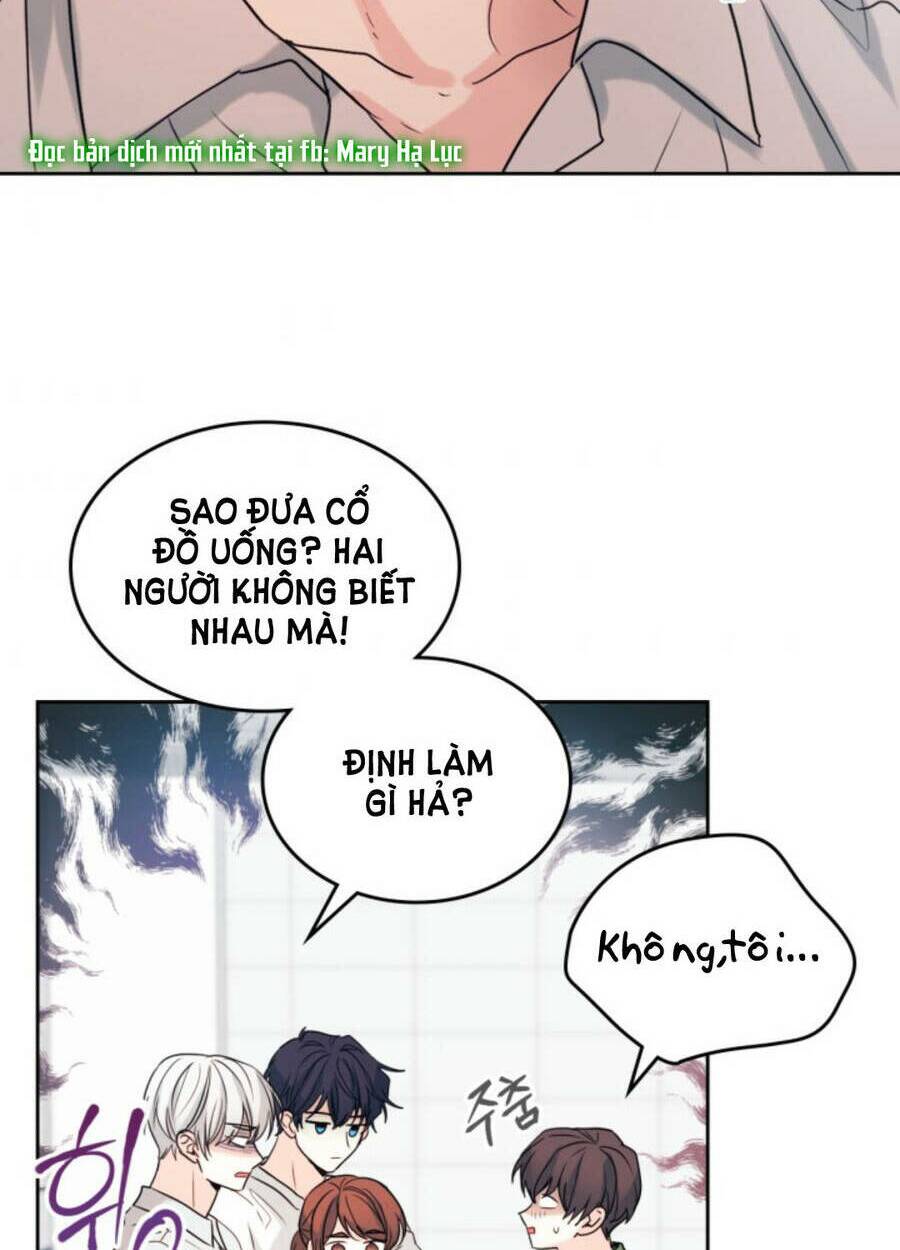 Đọc bản dịch mới nhất tại fb: Mary Hạ Lục
SAO ĐƯA CỔ
ĐỒ UỐNG? HAI
NGƯỜI KHÔNG BIẾT
NHAU MÀ!
ĐỊNH LÀM
GÌ HẢ?
Không,tôi...
주춤